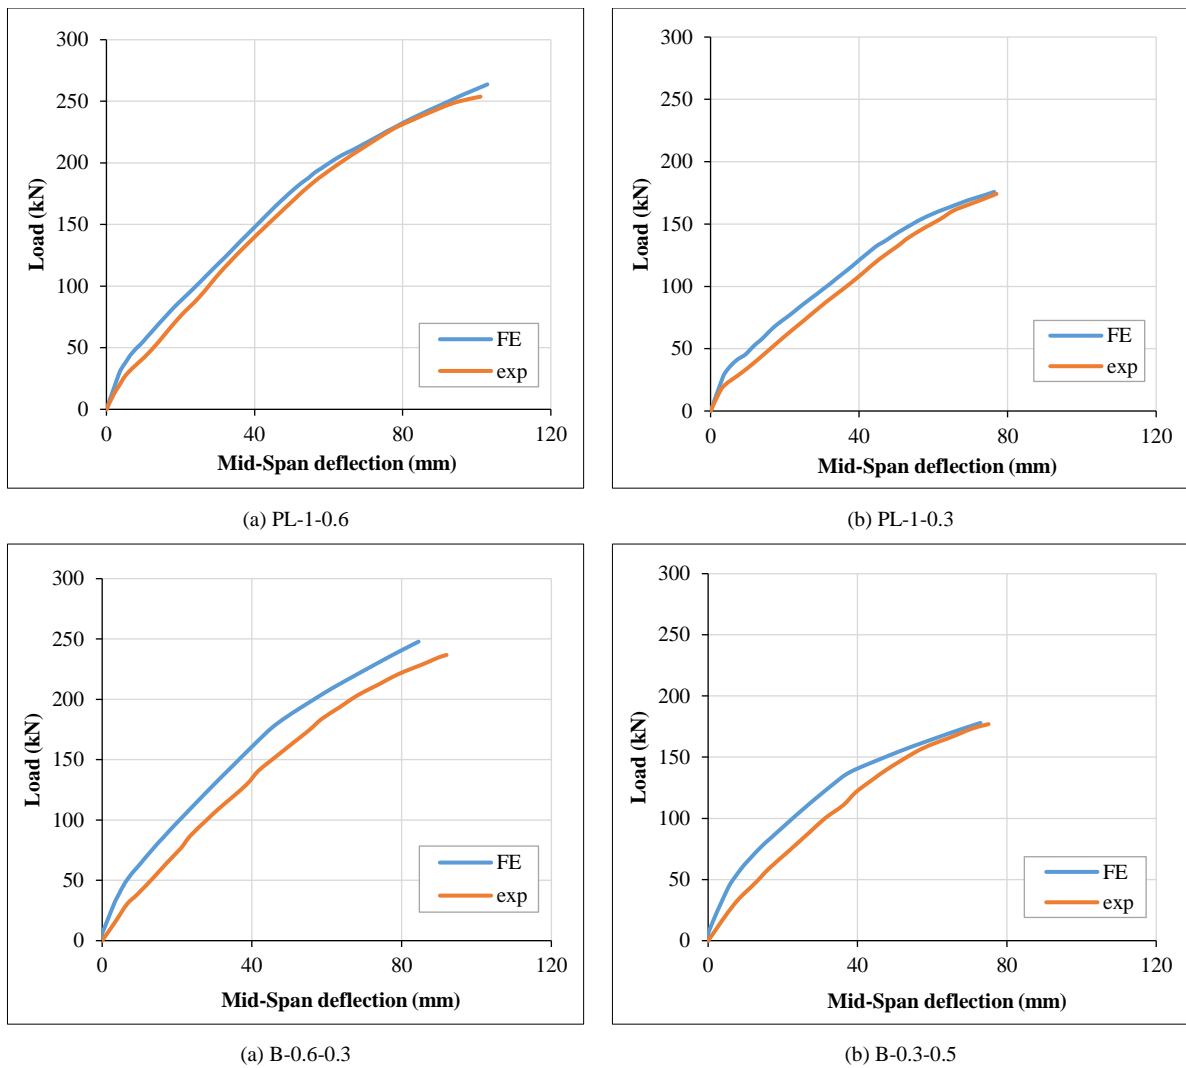 300
250
200
150
100
50
0
Load (kN)
FE
exp
0 40 80 120
Mid-Span deflection (mm)
(a) PL-1-0.6
300
250
200
150
100
50
0
Load (kN)
FE
exp
0 40 80 120
Mid-Span deflection (mm)
(b) PL-1-0.3
300
250
200
150
100
50
0
Load (kN)
FE
exp
0 40 80 120
Mid-Span deflection (mm)
(a) B-0.6-0.3
300
250
200
150
100
50
0
Load (kN)
FE
exp
0 40 80 120
Mid-Span deflection (mm)
(b) B-0.3-0.5